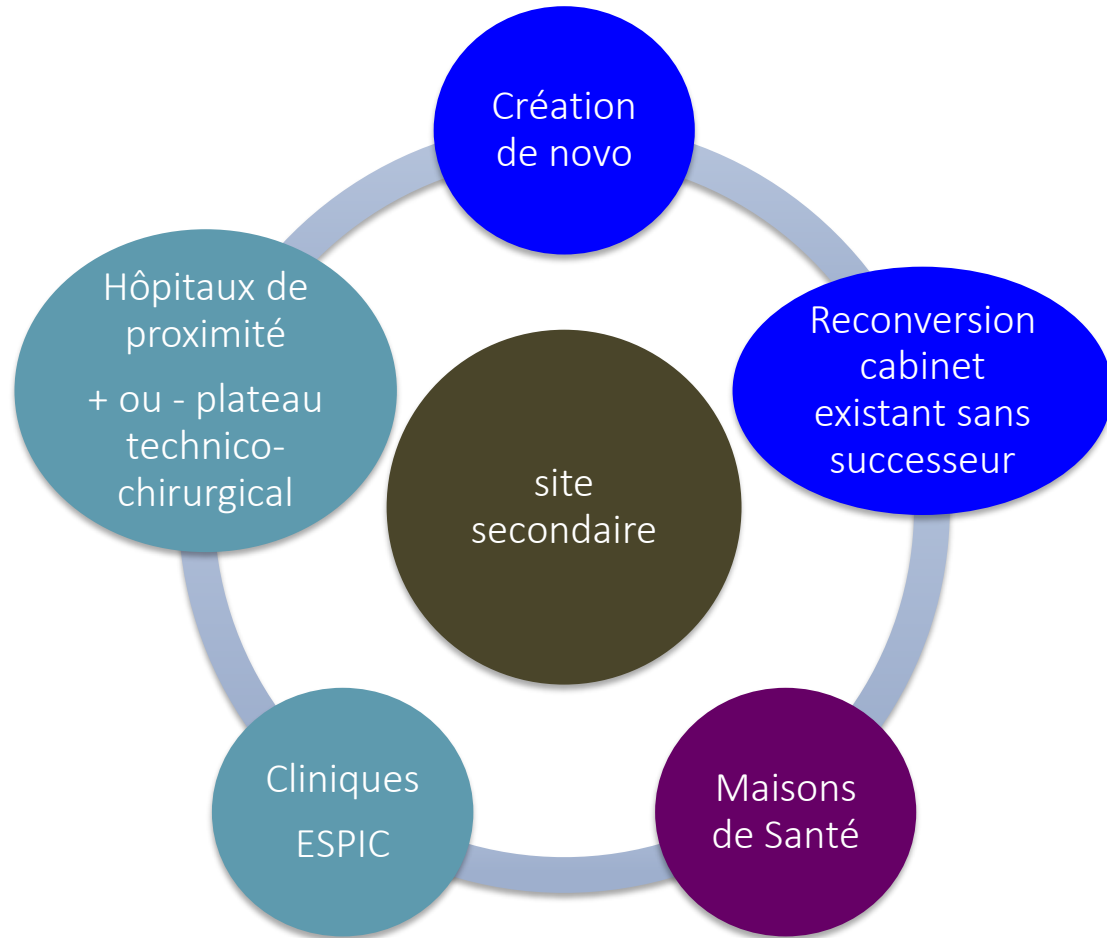 Création
de novo
Reconversion
cabinet
existant sans
successeur
Maisons
de Santé
Cliniques
ESPIC
Hôpitaux de
proximité
+ ou - plateau
technico-
chirurgical
site
secondaire